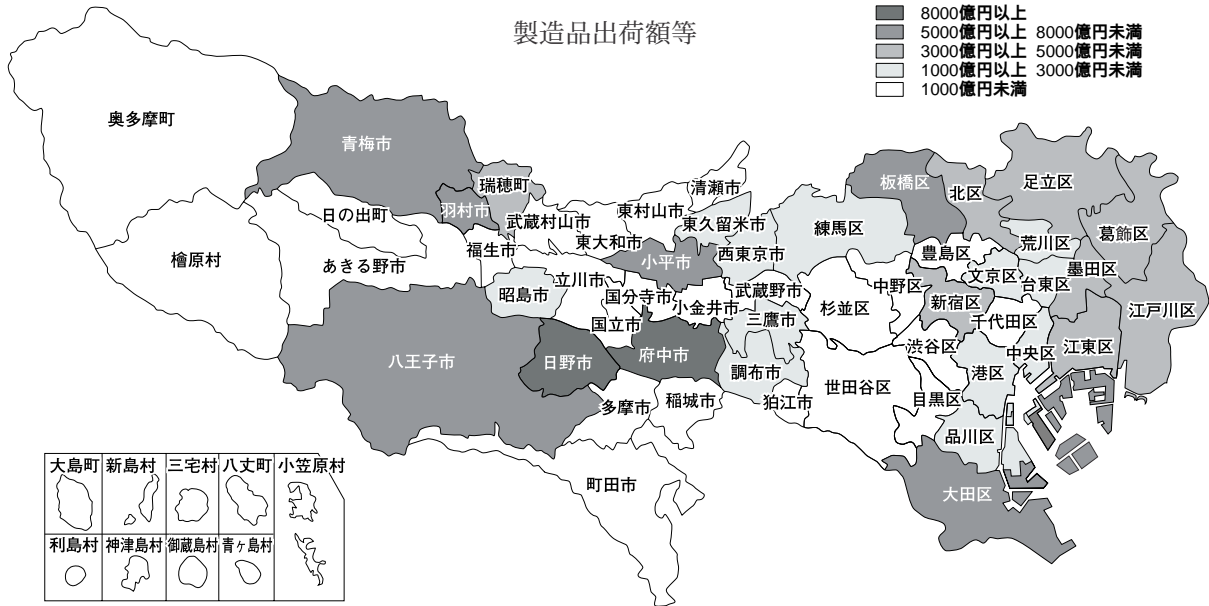 製造品出荷額等
8000億円以上
5000億円以上 8000億円未満
3000億円以上 5000億円未満
1000億円以上 3000億円未満
1000億円未満
奥多摩町
青梅市
瑞穂町
羽村市
日の出町
檜原村
あきる野市
福生市
武蔵村山市
東大和市
東村山市
清瀬市
東久留米市
西東京市
小平市
昭島市
立川市
国分寺市
国立市
小金井市
武蔵野市
三鷹市
八王子市
日野市
府中市
調布市
多摩市
稲城市
狛江市
町田市
板橋区
北区
足立区
練馬区
豊島区
荒川区
葛飾区
文京区
台東区
墨田区
中野区
杉並区
新宿区
千代田区
江戸川区
渋谷区
中央区
江東区
世田谷区
目黒区
港区
品川区
大田区
大島町
新島村
三宅村
八丈町
小笠原村
利島村
神津島村
御蔵島村
青ヶ島村